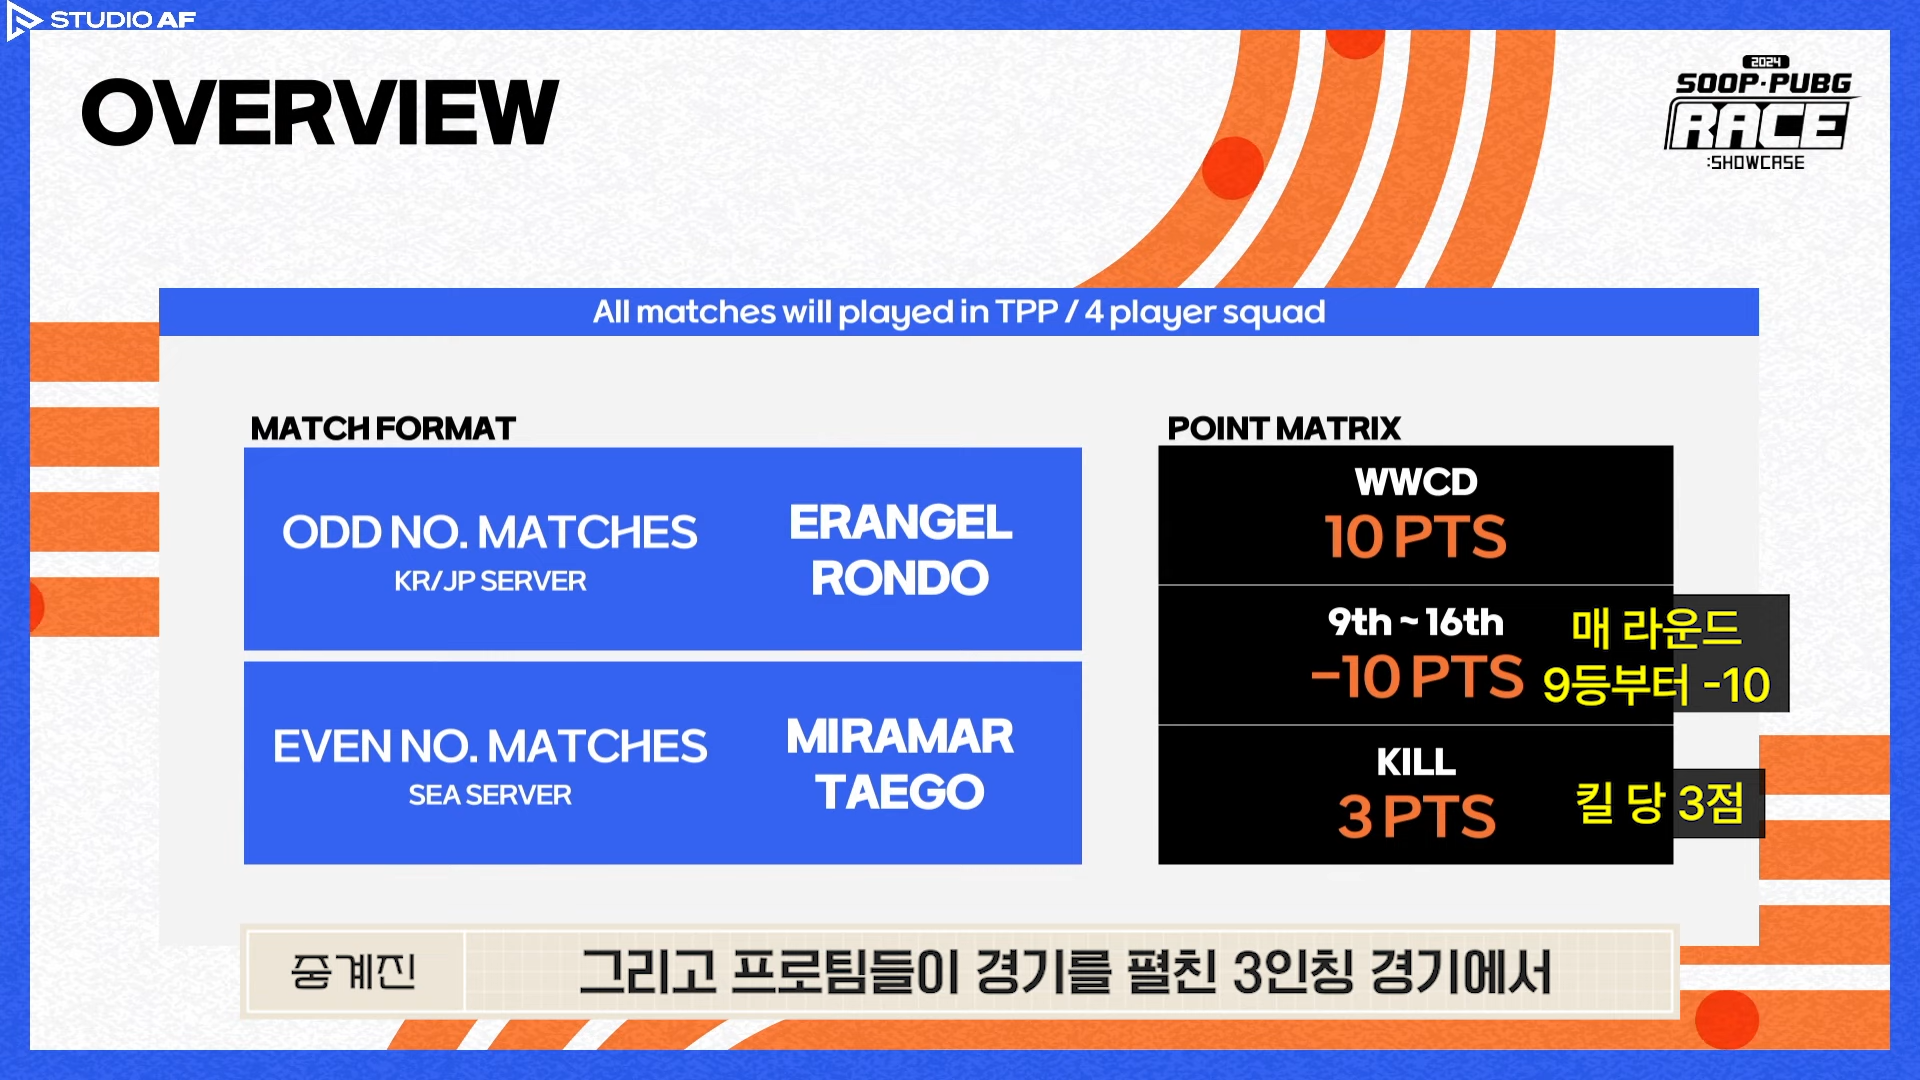 STUDIO AF
OVERVIEW
2024
SOOP·PUBG
RACE
:SHOWCASE
All matches will played in TPP / 4 player squad
MATCH FORMAT
ODD NO. MATCHES
KR/JP SERVER
ERANGEL
RONDO
EVEN NO. MATCHES
SEA SERVER
MIRAMAR
TAEGO
POINT MATRIX
WWCD
10 PTS
9th ~ 16th
-10 PTS
매 라운드
9등부터 -10
KILL
3 PTS
킬 당 3점
중계진
그리고 프로팀들이 경기를 펼친 3인칭 경기에서